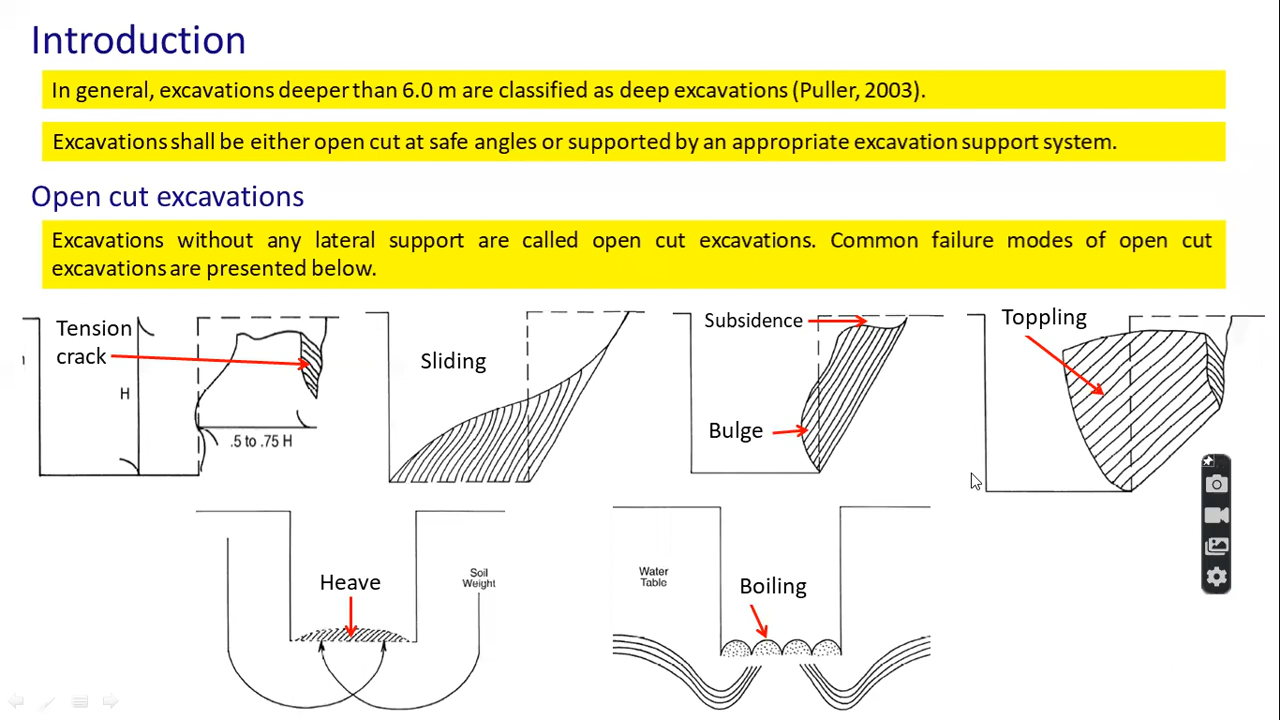 Introduction
In general, excavations deeper than 6.0 m are classified as deep excavations (Puller, 2003).
Excavations shall be either open cut at safe angles or supported by an appropriate excavation support system.
Open cut excavations
Excavations without any lateral support are called open cut excavations. Common failure modes of open cut
excavations are presented below.
Tension
crack
H
.5 to .75 H
Sliding
Subsidence
Bulge
Toppling
Heave
Soil
Weight
Water
Table
Boiling